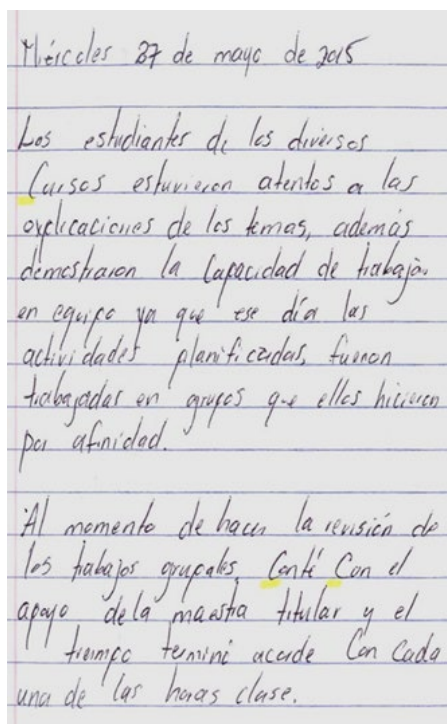 Miércoles 27 de mayo de 2015
Los estudiantes de los diversos
Cursos estuvieron atentos a las
explicaciones de los temas, además
demostraron la Capacidad de trabajar
en equipo ya que ese día las
actividades planificadas, fueron
trabajadas en grupos que ellos hicieron
por afinidad.
Al momento de hacer la revisión de
los trabajos grupales, Conté Con el
apoyo de la maestra titular y el
tiempo terminé acorde Con Cada
una de las horas clase.